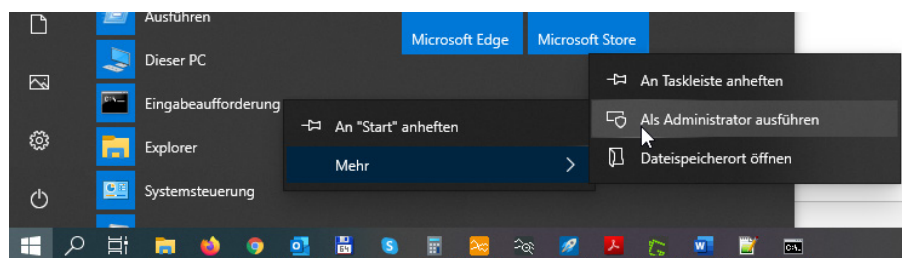 Ausführen
Microsoft Edge
Microsoft Store
Dieser PC
An Taskleiste anheften
Eingabeaufforderung
An "Start" anheften
Als Administrator ausführen
Explorer
Mehr
Dateispeicherort öffnen
Systemsteuerung